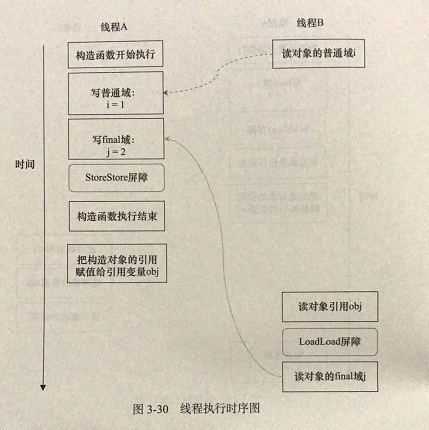 线程A
线程B
构造函数开始执行
读对象的普通域i
写普通域:
i = 1
写final域:
j = 2
时间
StoreStore屏障
构造函数执行结束
把构造对象的引用
赋值给引用变量obj
读对象引用obj
LoadLoad屏障
读对象的final域j
图 3-30 线程执行时序图